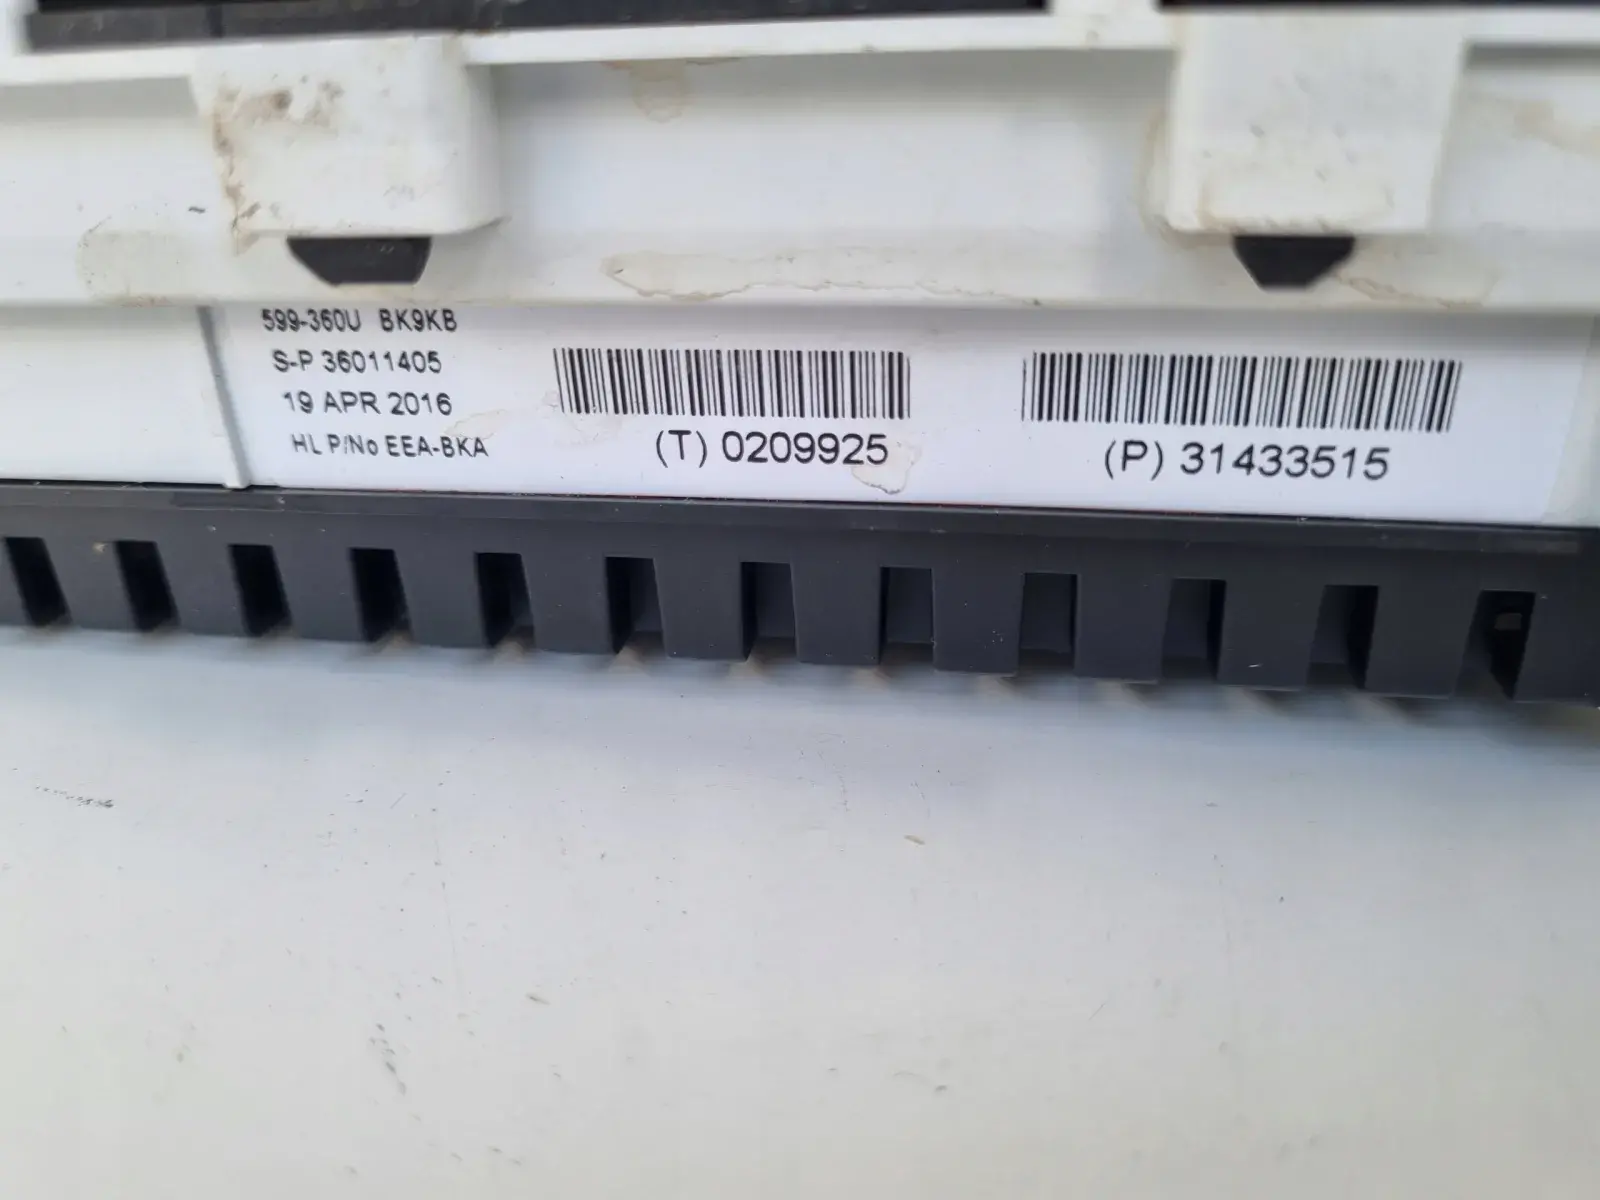 599-360U BK9KB
S-P 36011405
19 APR 2016
HL P/No EEA-BKA
(T) 0209925
(P) 31433515